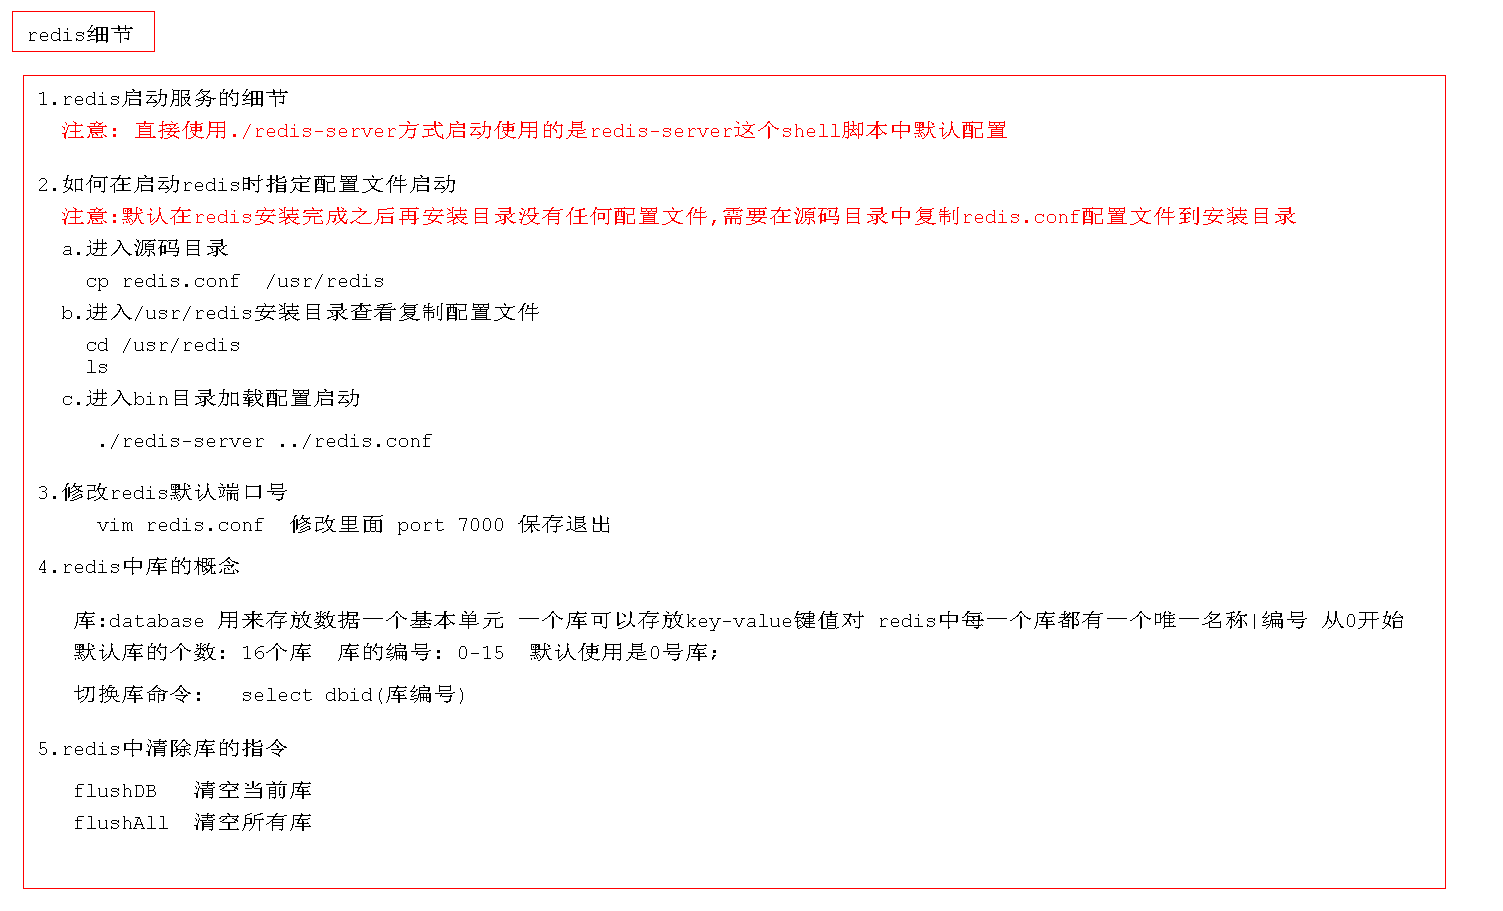 redis细节
1.redis启动服务的细节
注意: 直接使用./redis-server方式启动使用的是redis-server这个shell脚本中默认配置
2.如何在启动redis时指定配置文件启动
注意:默认在redis安装完成之后再安装目录没有任何配置文件,需要在源码目录中复制redis.conf配置文件到安装目录
a.进入源码目录
cp redis.conf  /usr/redis
b.进入/usr/redis安装目录查看复制配置文件
cd /usr/redis
ls
c.进入bin目录加载配置启动
./redis-server ../redis.conf
3.修改redis默认端口号
vim redis.conf  修改里面 port 7000 保存退出
4.redis中库的概念
库:database 用来存放数据一个基本单元 一个库可以存放key-value键值对 redis中每一个库都有一个唯一名称|编号 从0开始
默认库的个数: 16个库  库的编号: 0-15  默认使用是0号库;
切换库命令:   select dbid(库编号)
5.redis中清除库的指令
flushDB   清空当前库
flushAll  清空所有库